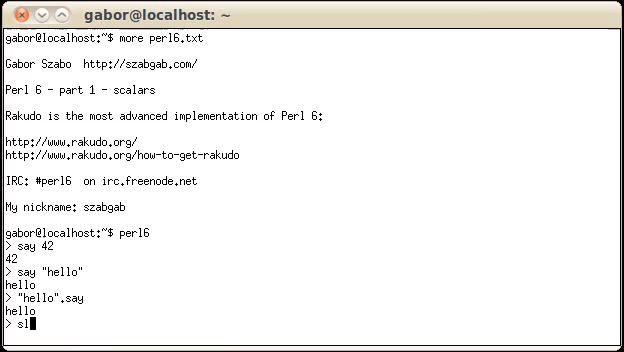 gabor@localhost: ~
gabor@localhost:~$ more perl6.txt
Gabor Szabo  http://szabgab.com/
Perl 6 - part 1 - scalars
Rakudo is the most advanced implementation of Perl 6:
http://www.rakudo.org/
http://www.rakudo.org/how-to-get-rakudo
IRC: #perl6  on irc.freenode.net
My nickname: szabgab
gabor@localhost:~$ perl6
> say 42
42
> say "hello"
hello
> "hello".say
hello
> sl